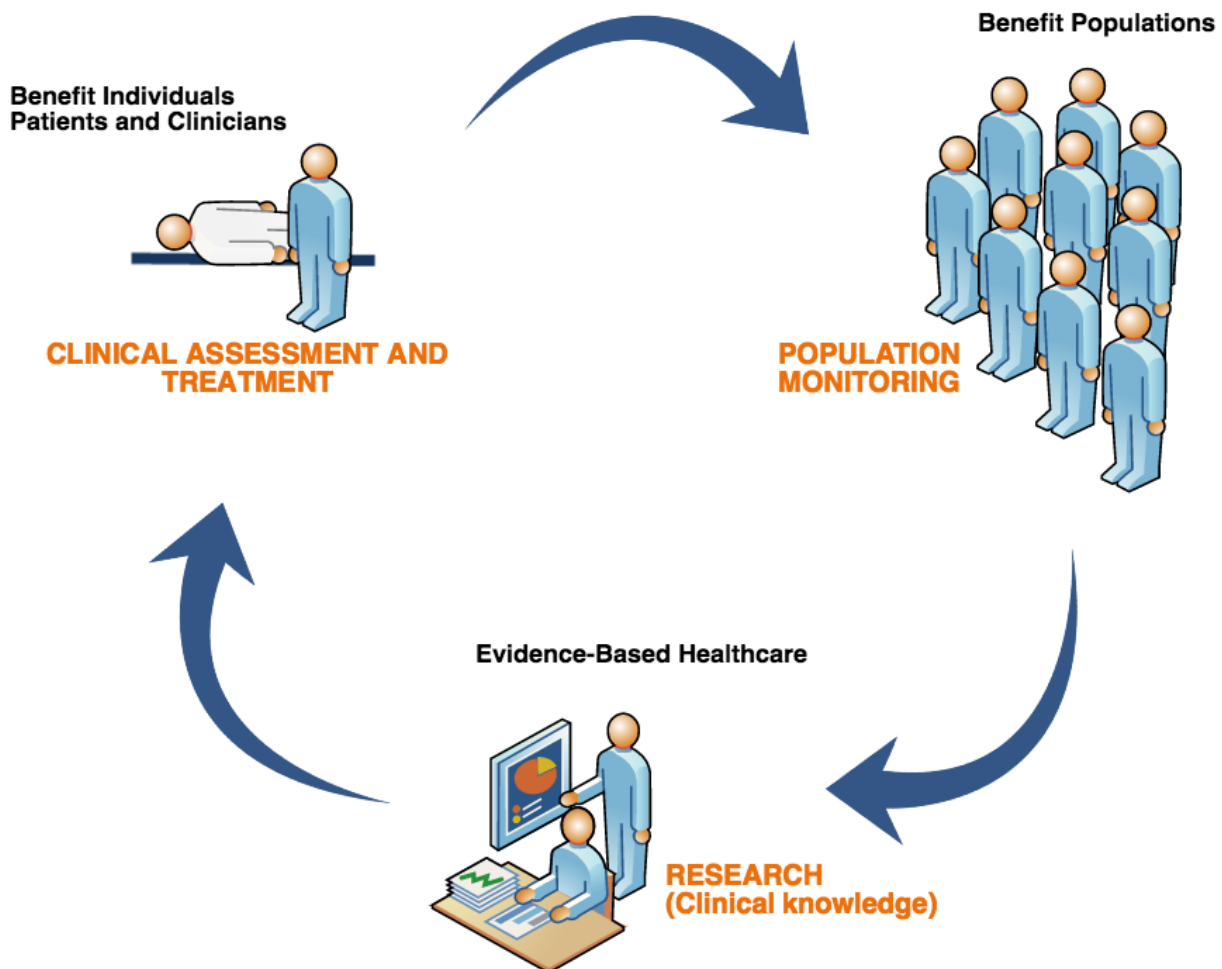 Benefit Populations
Benefit Individuals
Patients and Clinicians
CLINICAL ASSESSMENT AND
TREATMENT
POPULATION
MONITORING
Evidence-Based Healthcare
RESEARCH
(Clinical knowledge)